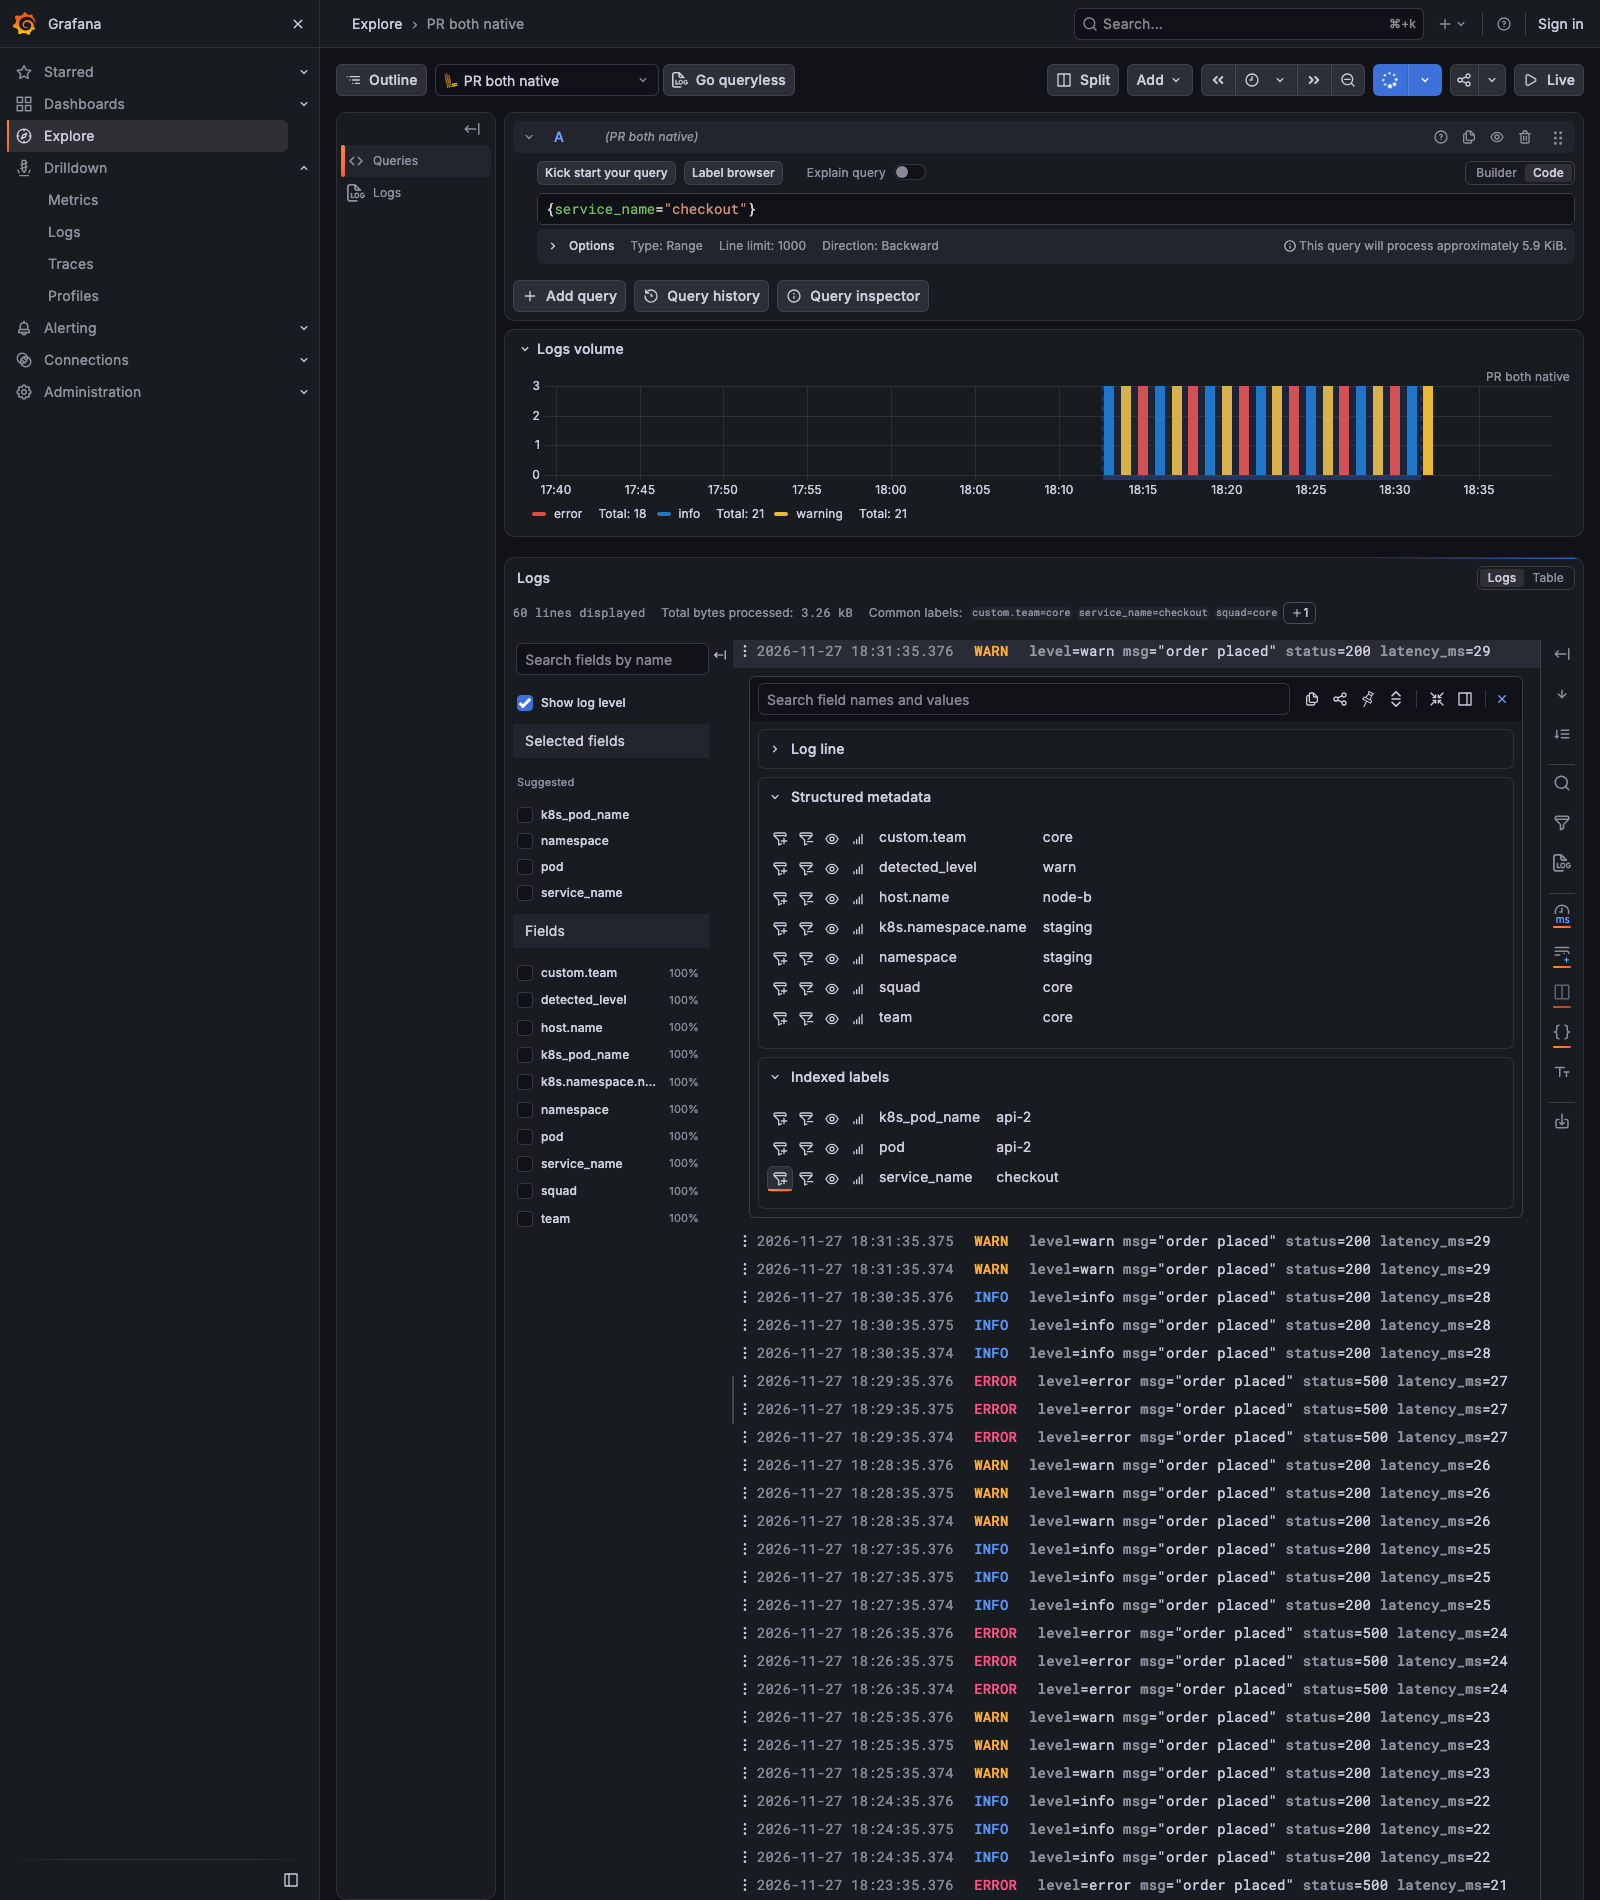 Grafana
Explore › PR both native
Search...
⌘+k
Sign in
Starred
Dashboards
Explore
Drilldown
Metrics
Logs
Traces
Profiles
Alerting
Connections
Administration
Outline
PR both native
Go queryless
Split
Add
Live
Queries
Logs
A
(PR both native)
Kick start your query
Label browser
Explain query
Builder
Code
{service_name="checkout"}
Options Type: Range Line limit: 1000 Direction: Backward
This query will process approximately 5.9 KiB.
+ Add query
Query history
Query inspector
Logs volume
PR both native
3
2
1
0
17:40 17:45 17:50 17:55 18:00 18:05 18:10 18:15 18:20 18:25 18:30 18:35
error Total: 18 info Total: 21 warning Total: 21
Logs
Logs
Table
60 lines displayed Total bytes processed: 3.26 kB Common labels: custom.team=core service_name=checkout squad=core +1
Search fields by name
Show log level
Selected fields
Suggested
k8s_pod_name
namespace
pod
service_name
Fields
custom.team 100%
detected_level 100%
host.name 100%
k8s_pod_name 100%
k8s.namespace.n... 100%
namespace 100%
pod 100%
service_name 100%
squad 100%
team 100%
2026-11-27 18:31:35.376 WARN level=warn msg="order placed" status=200 latency_ms=29
Search field names and values
Log line
Structured metadata
custom.team core
detected_level warn
host.name node-b
k8s.namespace.name staging
namespace staging
squad core
team core
Indexed labels
k8s_pod_name api-2
pod api-2
service_name checkout
2026-11-27 18:31:35.375 WARN level=warn msg="order placed" status=200 latency_ms=29
2026-11-27 18:31:35.374 WARN level=warn msg="order placed" status=200 latency_ms=29
2026-11-27 18:30:35.376 INFO level=info msg="order placed" status=200 latency_ms=28
2026-11-27 18:30:35.375 INFO level=info msg="order placed" status=200 latency_ms=28
2026-11-27 18:30:35.374 INFO level=info msg="order placed" status=200 latency_ms=28
2026-11-27 18:29:35.376 ERROR level=error msg="order placed" status=500 latency_ms=27
2026-11-27 18:29:35.375 ERROR level=error msg="order placed" status=500 latency_ms=27
2026-11-27 18:29:35.374 ERROR level=error msg="order placed" status=500 latency_ms=27
2026-11-27 18:28:35.376 WARN level=warn msg="order placed" status=200 latency_ms=26
2026-11-27 18:28:35.375 WARN level=warn msg="order placed" status=200 latency_ms=26
2026-11-27 18:28:35.374 WARN level=warn msg="order placed" status=200 latency_ms=26
2026-11-27 18:27:35.376 INFO level=info msg="order placed" status=200 latency_ms=25
2026-11-27 18:27:35.375 INFO level=info msg="order placed" status=200 latency_ms=25
2026-11-27 18:27:35.374 INFO level=info msg="order placed" status=200 latency_ms=25
2026-11-27 18:26:35.376 ERROR level=error msg="order placed" status=500 latency_ms=24
2026-11-27 18:26:35.375 ERROR level=error msg="order placed" status=500 latency_ms=24
2026-11-27 18:26:35.374 ERROR level=error msg="order placed" status=500 latency_ms=24
2026-11-27 18:25:35.376 WARN level=warn msg="order placed" status=200 latency_ms=23
2026-11-27 18:25:35.375 WARN level=warn msg="order placed" status=200 latency_ms=23
2026-11-27 18:25:35.374 WARN level=warn msg="order placed" status=200 latency_ms=23
2026-11-27 18:24:35.376 INFO level=info msg="order placed" status=200 latency_ms=22
2026-11-27 18:24:35.375 INFO level=info msg="order placed" status=200 latency_ms=22
2026-11-27 18:24:35.374 INFO level=info msg="order placed" status=200 latency_ms=22
2026-11-27 18:23:35.376 ERROR level=error msg="order placed" status=500 latency_ms=21
LOG
ms